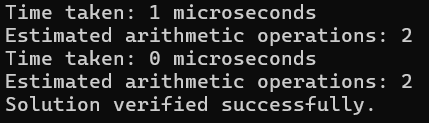 Time taken: 1 microseconds
Estimated arithmetic operations: 2
Time taken: 0 microseconds
Estimated arithmetic operations: 2
Solution verified successfully.